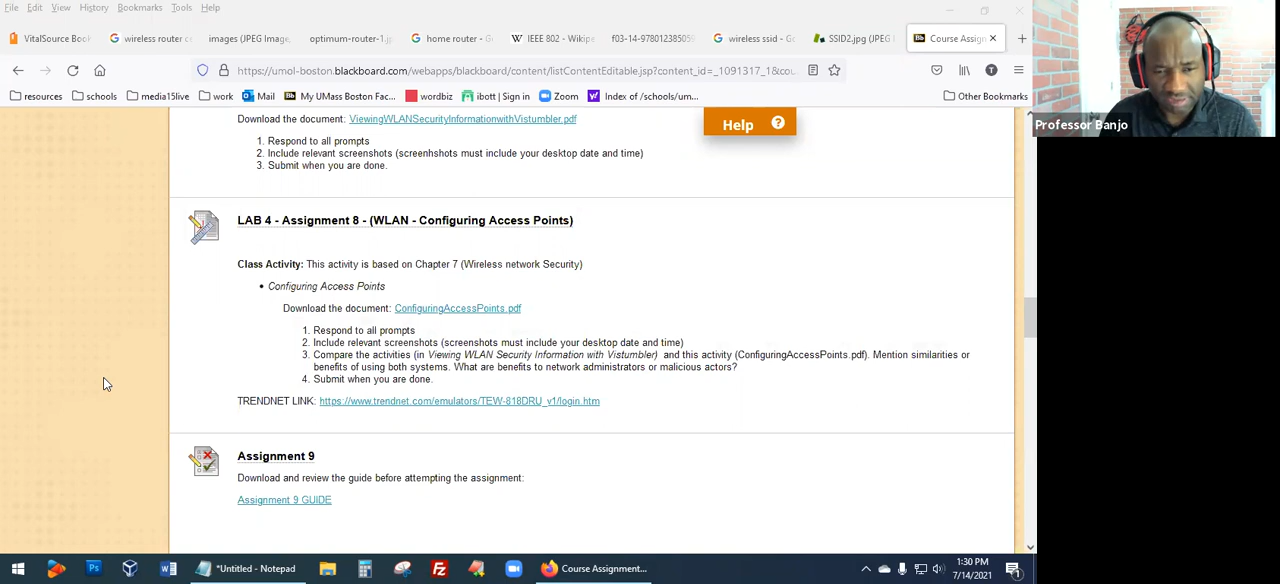 File Edit View History Bookmarks Tools Help
VitalSource Boo wireless router images (JPEG Image, optimum-router-1.j home router - G IEEE 802 - Wikipe f03-14-978012385059 wireless ssid - Go SSID2.jpg (JPEG I Course Assign
https://umol-boston.blackboard.com/webapps/blackboard/content/listContentEditable.jsp?content_id=_1091317_1&cou
resources schools media15live work Mail My UMass Boston Fac... wordbiz ibott | Sign in Zoom Index of /schools/um... Other Bookmarks
Professor Banjo
Help ?
Download the document: ViewingWLANSecurityInformationwithVistumbler.pdf
1. Respond to all prompts
2. Include relevant screenshots (screenhshots must include your desktop date and time)
3. Submit when you are done.
LAB 4 - Assignment 8 - (WLAN - Configuring Access Points)
Class Activity: This activity is based on Chapter 7 (Wireless network Security)
• Configuring Access Points
Download the document: ConfiguringAccessPoints.pdf
1. Respond to all prompts
2. Include relevant screenshots (screenshots must include your desktop date and time)
3. Compare the activities (in Viewing WLAN Security Information with Vistumbler) and this activity (ConfiguringAccessPoints.pdf). Mention similarities or
benefits of using both systems. What are benefits to network administrators or malicious actors?
4. Submit when you are done.
TRENDNET LINK: https://www.trendnet.com/emulators/TEW-818DRU_v1/login.htm
Assignment 9
Download and review the guide before attempting the assignment:
Assignment 9 GUIDE
*Untitled - Notepad Course Assignment... 1:30 PM
7/14/2021